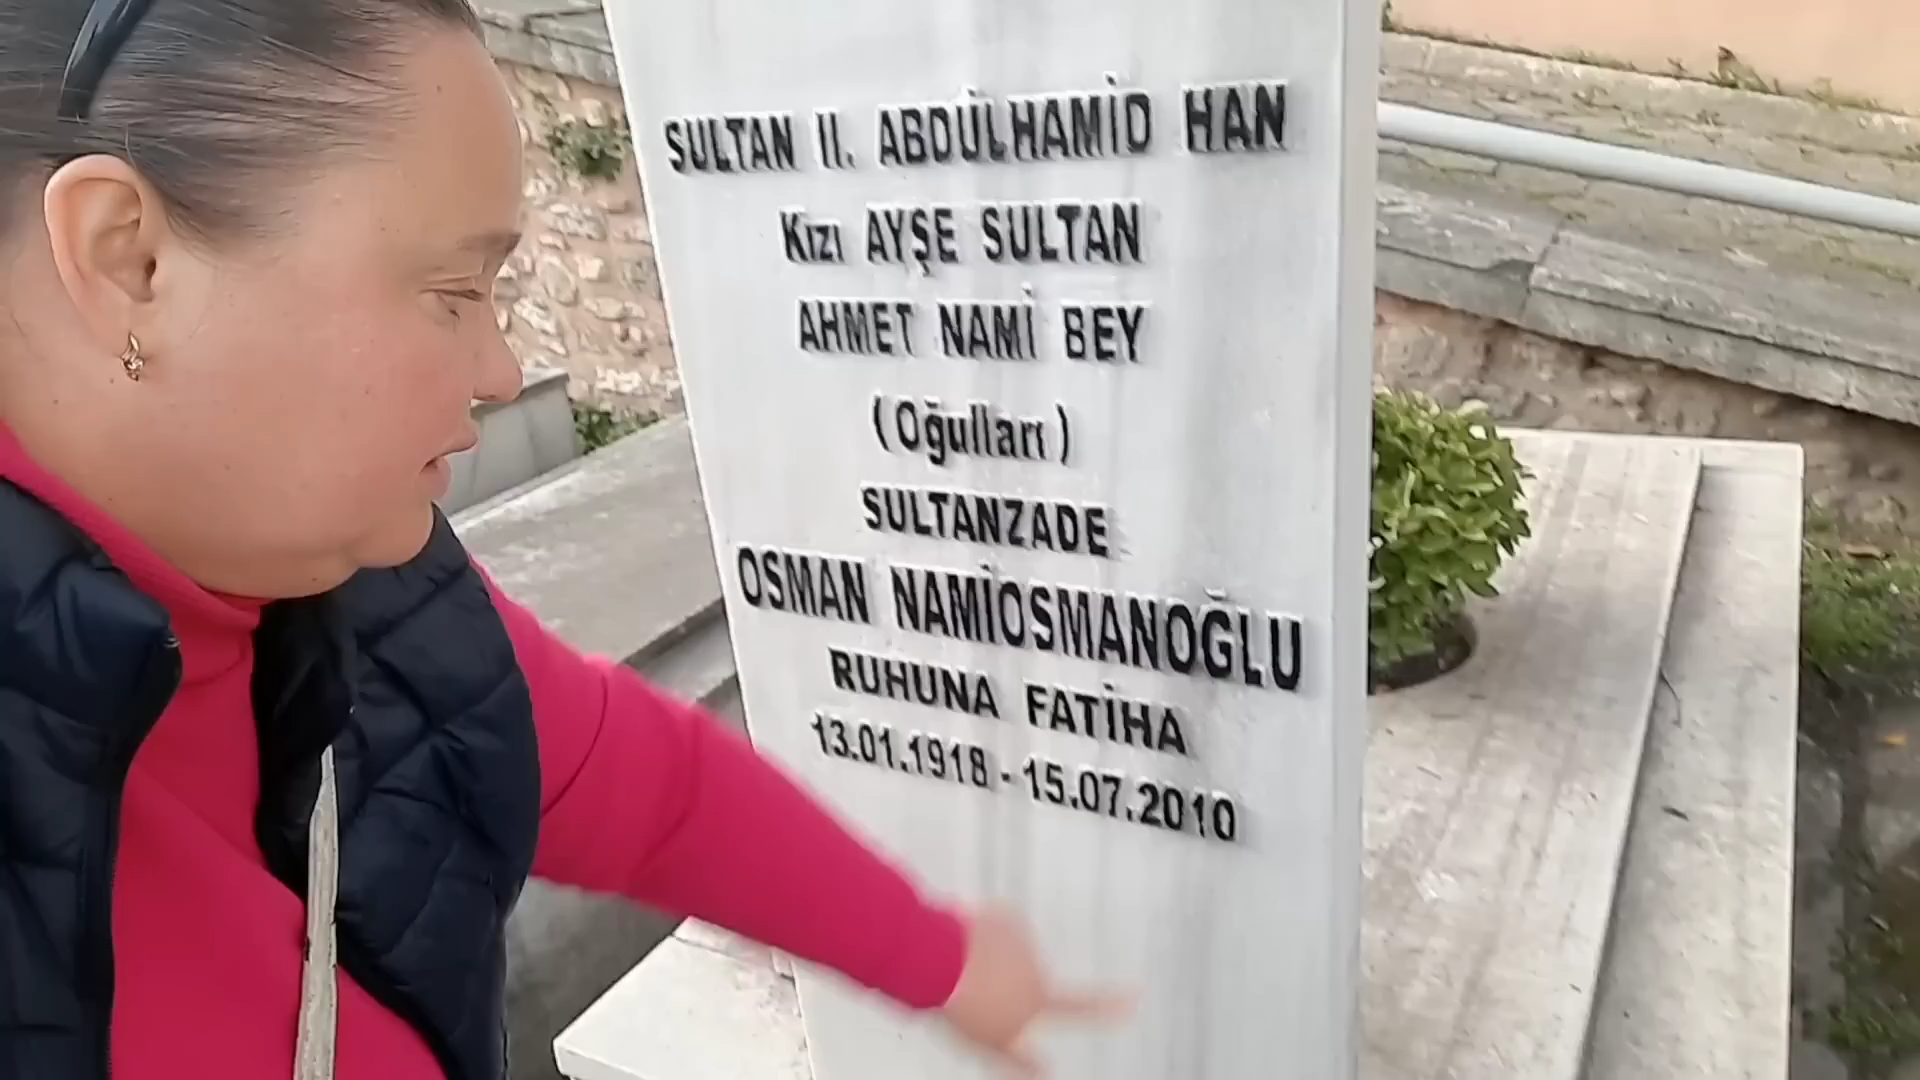 SULTAN II. ABDÜLHAMİD HAN
Kızı AYŞE SULTAN
AHMET NAMİ BEY
(Oğulları)
SULTANZADE
OSMAN NAMİOSMANOĞLU
RUHUNA FATİHA
13.01.1918 - 15.07.2010